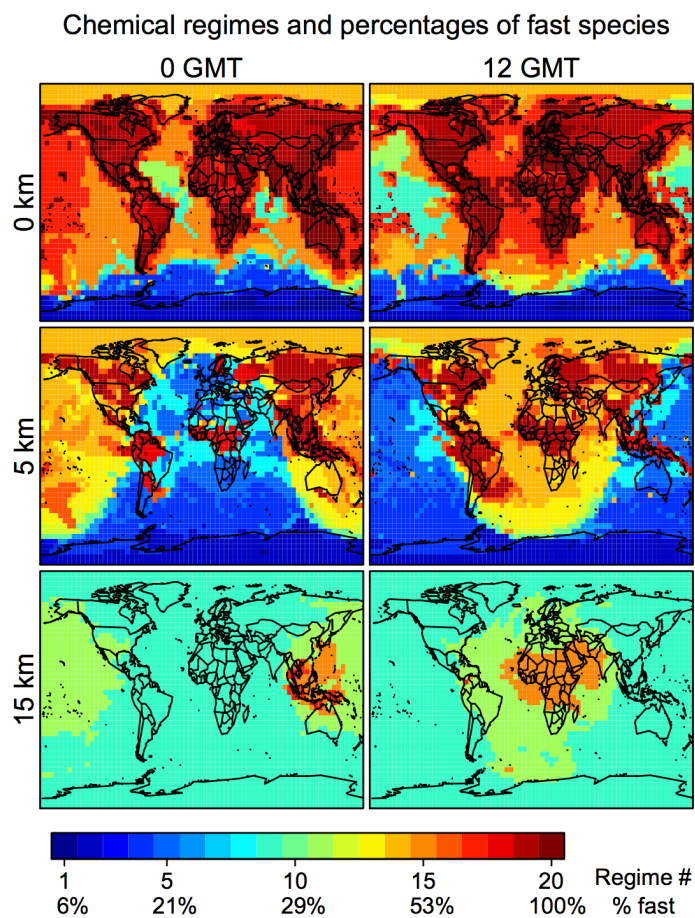 Chemical regimes and percentages of fast species
0 GMT 12 GMT
0 km
5 km
15 km
1 5 10 15 20 Regime #
6% 21% 29% 53% 100% % fast